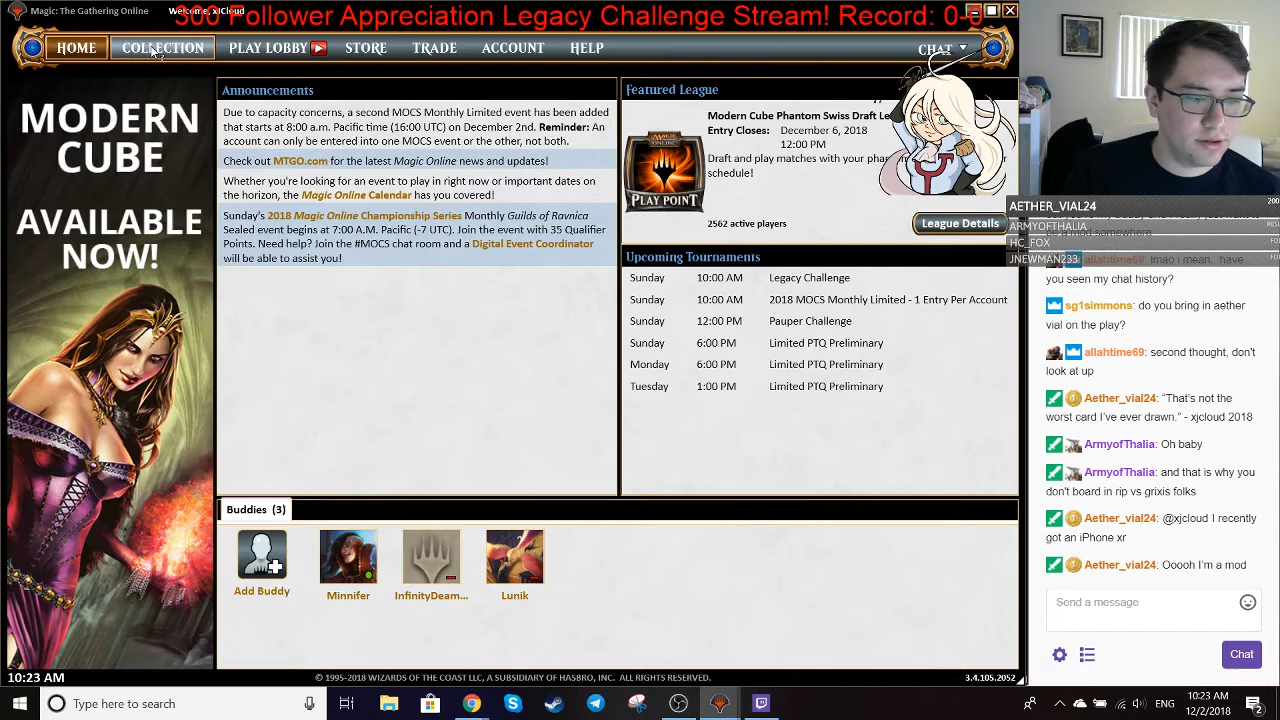 Magic: The Gathering Online
Welcome, xJCloud
Follower Appreciation Legacy Challenge Stream! Record: 0-
HOME
COLLECTION
PLAY LOBBY
STORE
TRADE
ACCOUNT
HELP
CHAT
MODERN
CUBE
AVAILABLE
NOW!
Announcements
Due to capacity concerns, a second MOCS Monthly Limited event has been added
that starts at 8:00 a.m. Pacific time (16:00 UTC) on December 2nd. Reminder: An
account can only be entered into one MOCS event or the other, not both.
Check out MTGO.com for the latest Magic Online news and updates!
Whether you're looking for an event to play in right now or important dates on
the horizon, the Magic Online Calendar has you covered!
Sunday's 2018 Magic Online Championship Series Monthly Guilds of Ravnica
Sealed event begins at 7:00 A.M. Pacific (-7 UTC). Join the event with 35 Qualifier
Points. Need help? Join the #MOCS chat room and a Digital Event Coordinator
will be able to assist you!
Featured League
Modern Cube Phantom Swiss Draft Le
Entry Closes: December 6, 2018
12:00 PM
Draft and play matches with your phan
schedule!
PLAY POINT
2562 active players
League Details
Upcoming Tournaments
Sunday 10:00 AM Legacy Challenge
Sunday 10:00 AM 2018 MOCS Monthly Limited - 1 Entry Per Account
Sunday 12:00 PM Pauper Challenge
Sunday 6:00 PM Limited PTQ Preliminary
Monday 6:00 PM Limited PTQ Preliminary
Tuesday 1:00 PM Limited PTQ Preliminary
Buddies (3)
Add Buddy
Minnifer
InfinityDeam...
Lunik
10:23 AM
© 1995-2018 WIZARDS OF THE COAST LLC, A SUBSIDIARY OF HASBRO, INC. ALL RIGHTS RESERVED.
3.4.105.2052
AETHER_VIAL24
200
ARMYOFTHALIA
HC_FOX
JNEWMAN233
allahtime69: lmao i mean.. have
you seen my chat history?
sg1simmons: do you bring in aether
vial on the play?
allahtime69: second thought, don't
look at up
Aether_vial24: “That's not the
worst card I've ever drawn.” - xjcloud 2018
ArmyofThalia: Oh baby
ArmyofThalia: and that is why you
don't board in rip vs grixis folks
Aether_vial24: @xjcloud I recently
got an iPhone xr
Aether_vial24: Ooooh I'm a mod
Send a message
Chat
Type here to search
10:23 AM
12/2/2018
2